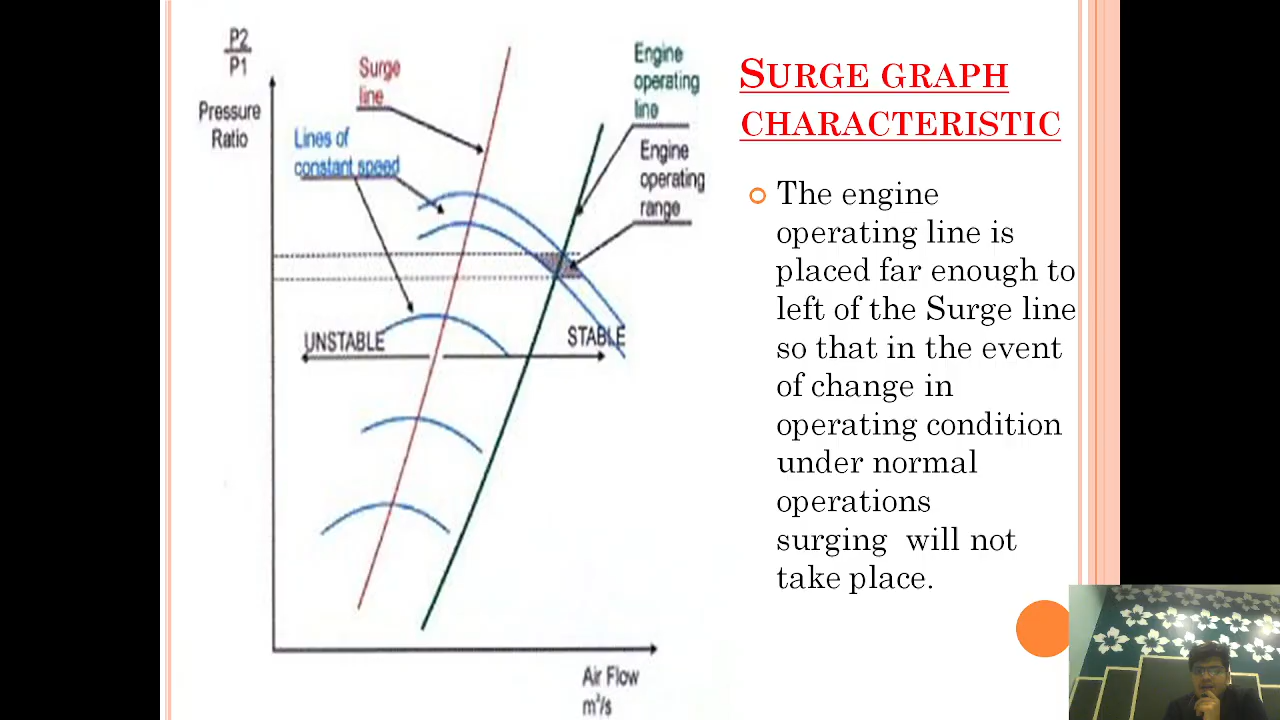 P2
P1
Pressure
Ratio
Surge
line
Lines of
constant speed
Engine
operating
line
Engine
operating
range
UNSTABLE
STABLE
Air Flow
m³/s
SURGE GRAPH
CHARACTERISTIC
The engine
operating line is
placed far enough to
left of the Surge line
so that in the event
of change in
operating condition
under normal
operations
surging will not
take place.